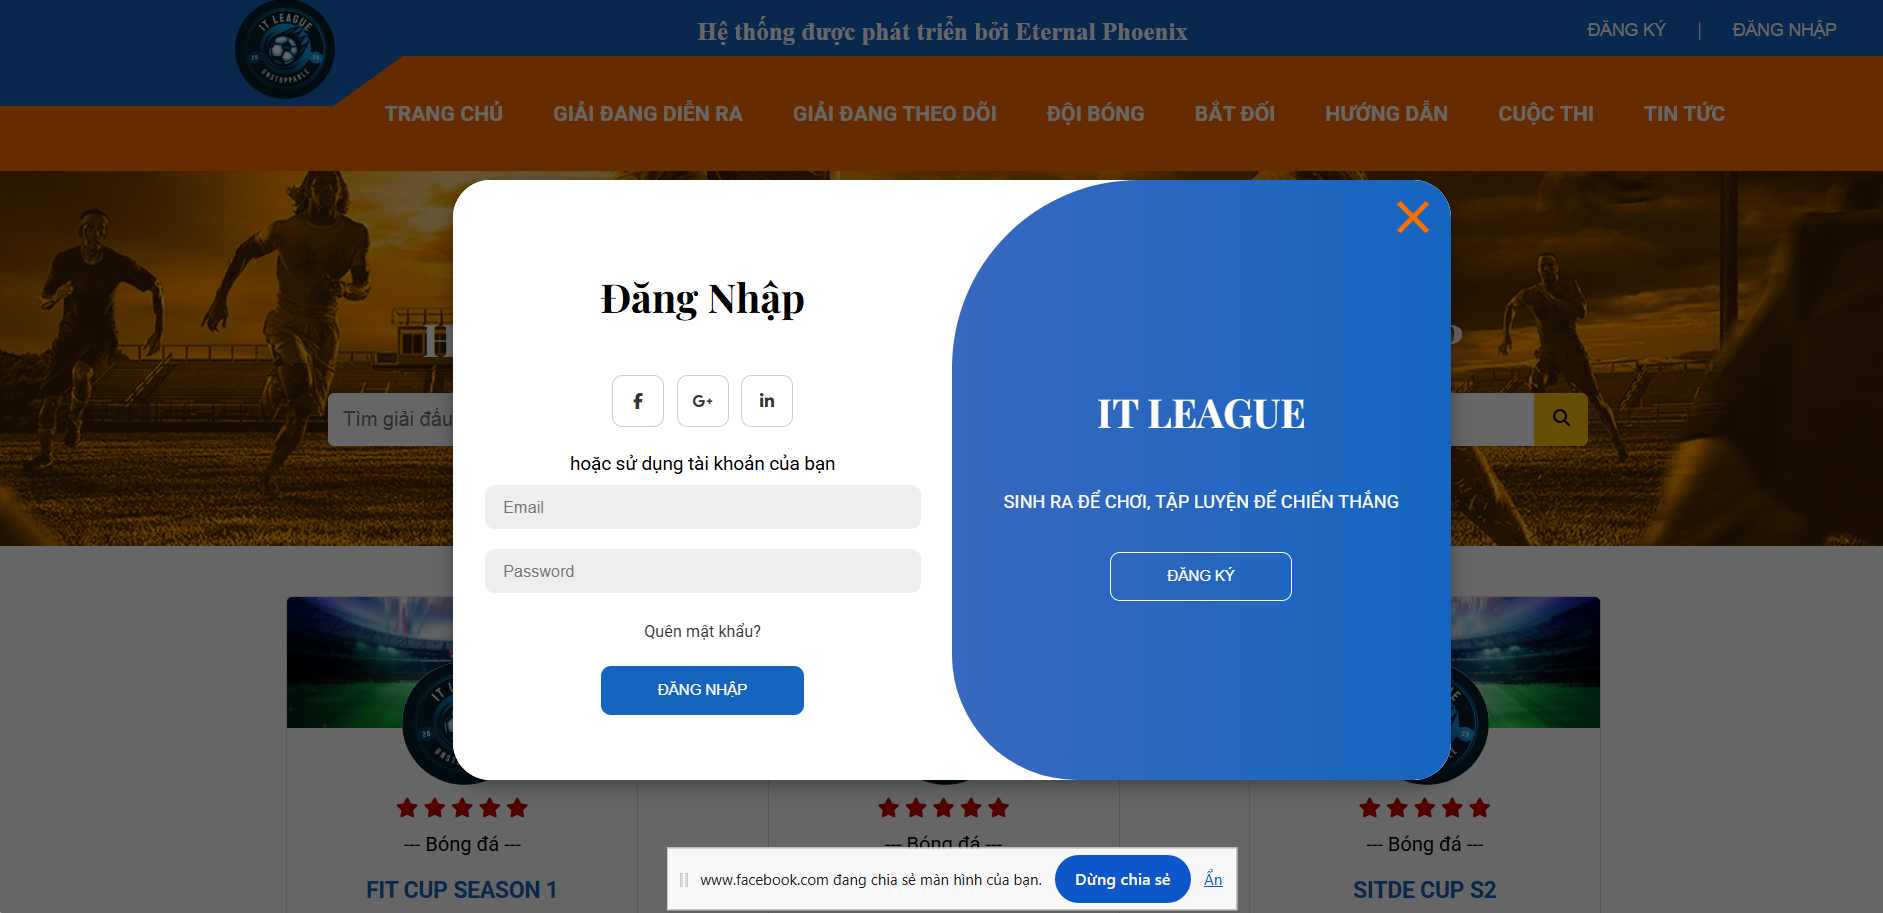 IT LEAGUE
20 25
UNSTOPPABLE
Hệ thống được phát triển bởi Eternal Phoenix
ĐĂNG KÝ | ĐĂNG NHẬP
TRANG CHỦ GIẢI ĐANG DIỄN RA GIẢI ĐANG THEO DÕI ĐỘI BÓNG BẮT ĐỐI HƯỚNG DẪN CUỘC THI TIN TỨC
Đăng Nhập
G+
in
hoặc sử dụng tài khoản của bạn
Email
Password
Quên mật khẩu?
ĐĂNG NHẬP
IT LEAGUE
SINH RA ĐỂ CHƠI, TẬP LUYỆN ĐỂ CHIẾN THẮNG
ĐĂNG KÝ
Tìm giải đấu
--- Bóng đá ---
--- Bóng đá ---
--- Bóng đá ---
FIT CUP SEASON 1
SITDE CUP S2
www.facebook.com đang chia sẻ màn hình của bạn.
Dừng chia sẻ
Ẩn